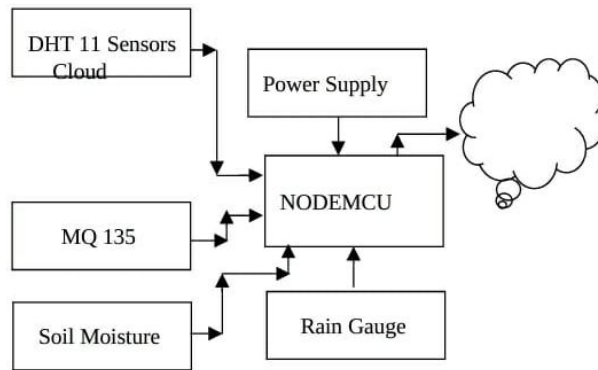 DHT 11 Sensors
Cloud
Power Supply
NODEMCU
MQ 135
Soil Moisture
Rain Gauge